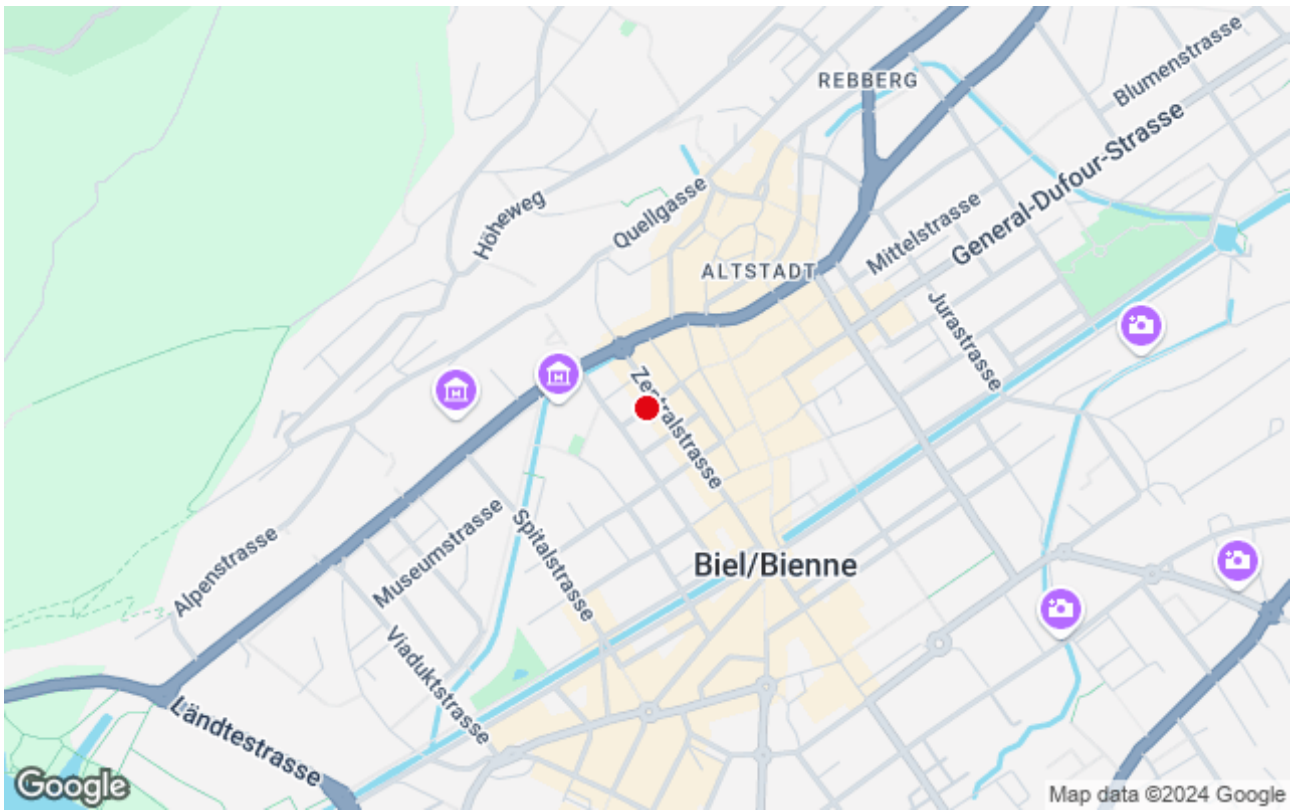 REBBERG
Blumenstrasse
General-Dufour-Strasse
Höheweg
Quellgasse
Mittelstrasse
ALTSTADT
Jurastrasse
Zentralstrasse
Museumstrasse
Spitalstrasse
Alpenstrasse
Biel/Bienne
Viaduktstrasse
Ländtestrasse
Google
Map data ©2024 Google